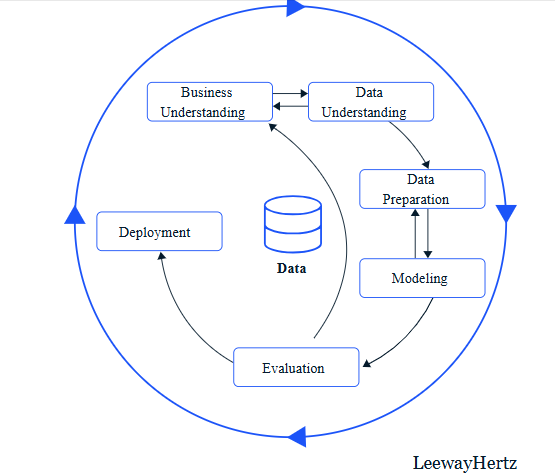 Business
Understanding
Data
Understanding
Data
Preparation
Deployment
Data
Modeling
Evaluation
LeewayHertz